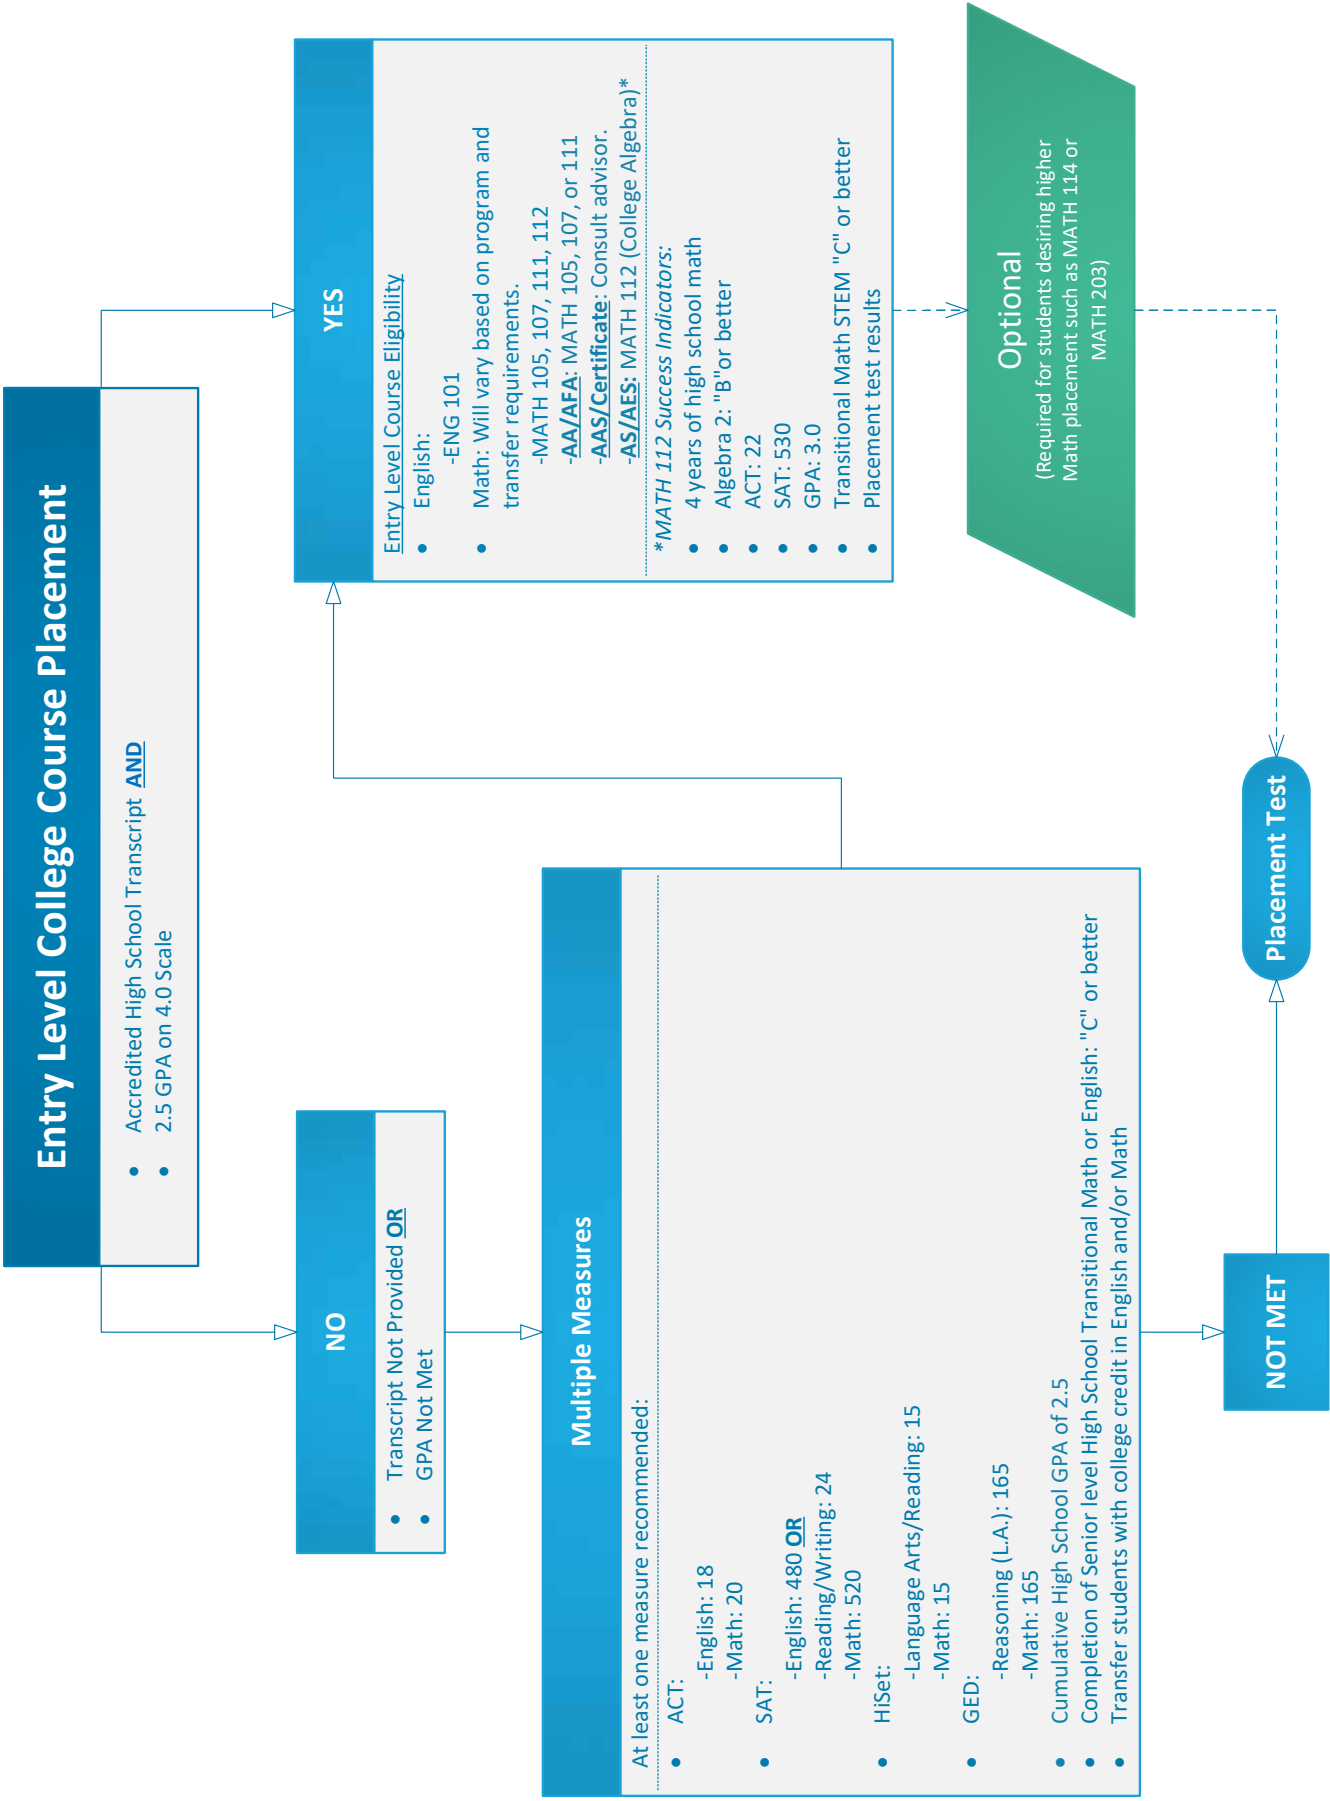 Entry Level College Course Placement
• Accredited High School Transcript AND
• 2.5 GPA on 4.0 Scale
NO
• Transcript Not Provided OR
• GPA Not Met
YES
Entry Level Course Eligibility
• English:
-ENG 101
• Math: Will vary based on program and
transfer requirements.
-MATH 105, 107, 111, 112
-AA/AFA: MATH 105, 107, or 111
-AAS/Certificate: Consult advisor.
-AS/AES: MATH 112 (College Algebra)*
*MATH 112 Success Indicators:
• 4 years of high school math
• Algebra 2: "B"or better
• ACT: 22
• SAT: 530
• GPA: 3.0
• Transitional Math STEM "C" or better
• Placement test results
Multiple Measures
At least one measure recommended:
• ACT:
-English: 18
-Math: 20
• SAT:
-English: 480 OR
-Reading/Writing: 24
-Math: 520
• HiSet:
-Language Arts/Reading: 15
-Math: 15
• GED:
-Reasoning (L.A.): 165
-Math: 165
• Cumulative High School GPA of 2.5
• Completion of Senior level High School Transitional Math or English: "C" or better
• Transfer students with college credit in English and/or Math
Optional
(Required for students desiring higher
Math placement such as MATH 114 or
MATH 203)
NOT MET
Placement Test